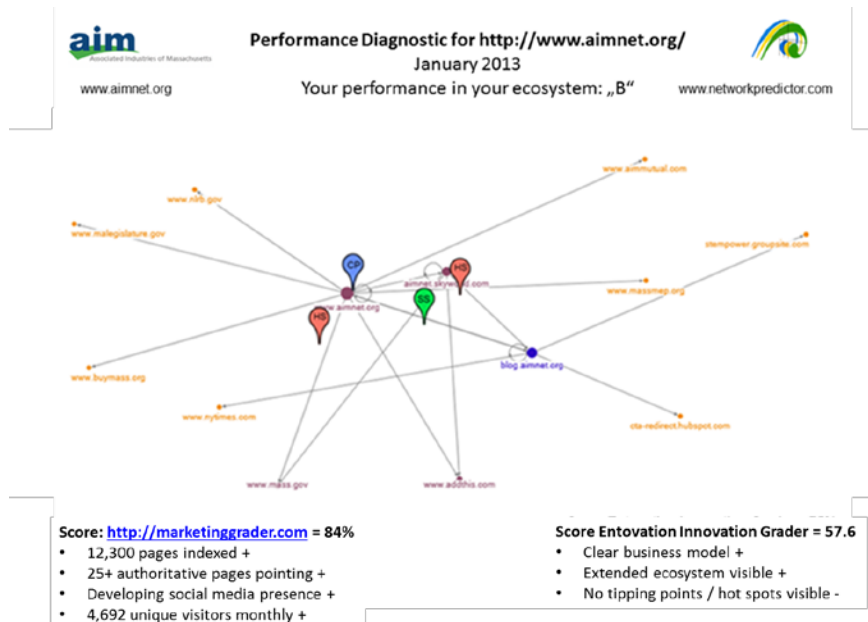 aim
Associated Industries of Massachusetts
www.aimnet.org
Performance Diagnostic for http://www.aimnet.org/
January 2013
Your performance in your ecosystem: „B“
www.networkpredictor.com
www.aimmutual.com
www.nlrb.gov
www.malegislature.gov
stempower.groupsite.com
CP
HS
aimnet.skyword.com
www.massmep.org
SS
www.aimnet.org
HS
blog.aimnet.org
www.buymass.org
www.nytimes.com
cta-redirect.hubspot.com
www.mass.gov
www.addthis.com
Score: http://marketinggrader.com = 84%
• 12,300 pages indexed +
• 25+ authoritative pages pointing +
• Developing social media presence +
• 4,692 unique visitors monthly +
Score Entovation Innovation Grader = 57.6
• Clear business model +
• Extended ecosystem visible +
• No tipping points / hot spots visible -